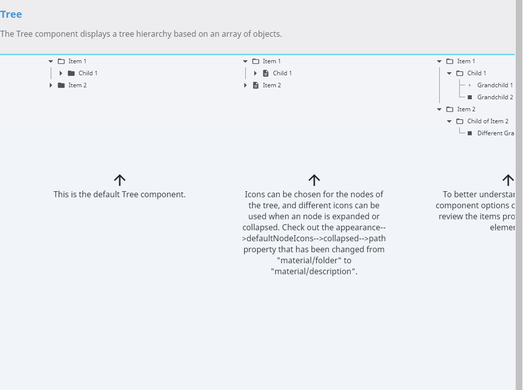 Tree
The Tree component displays a tree hierarchy based on an array of objects.
Item 1
Child 1
Item 2
Item 1
Child 1
Item 2
Item 1
Child 1
Grandchild 1
Grandchild 2
Item 2
Child of Item 2
Different Gra
This is the default Tree component.
Icons can be chosen for the nodes of
the tree, and different icons can be
used when an node is expanded or
collapsed. Check out the appearance--
>defaultNodeIcons-->collapsed-->path
property that has been changed from
"material/folder" to
"material/description".
To better understa
component options c
review the items pro
elemen